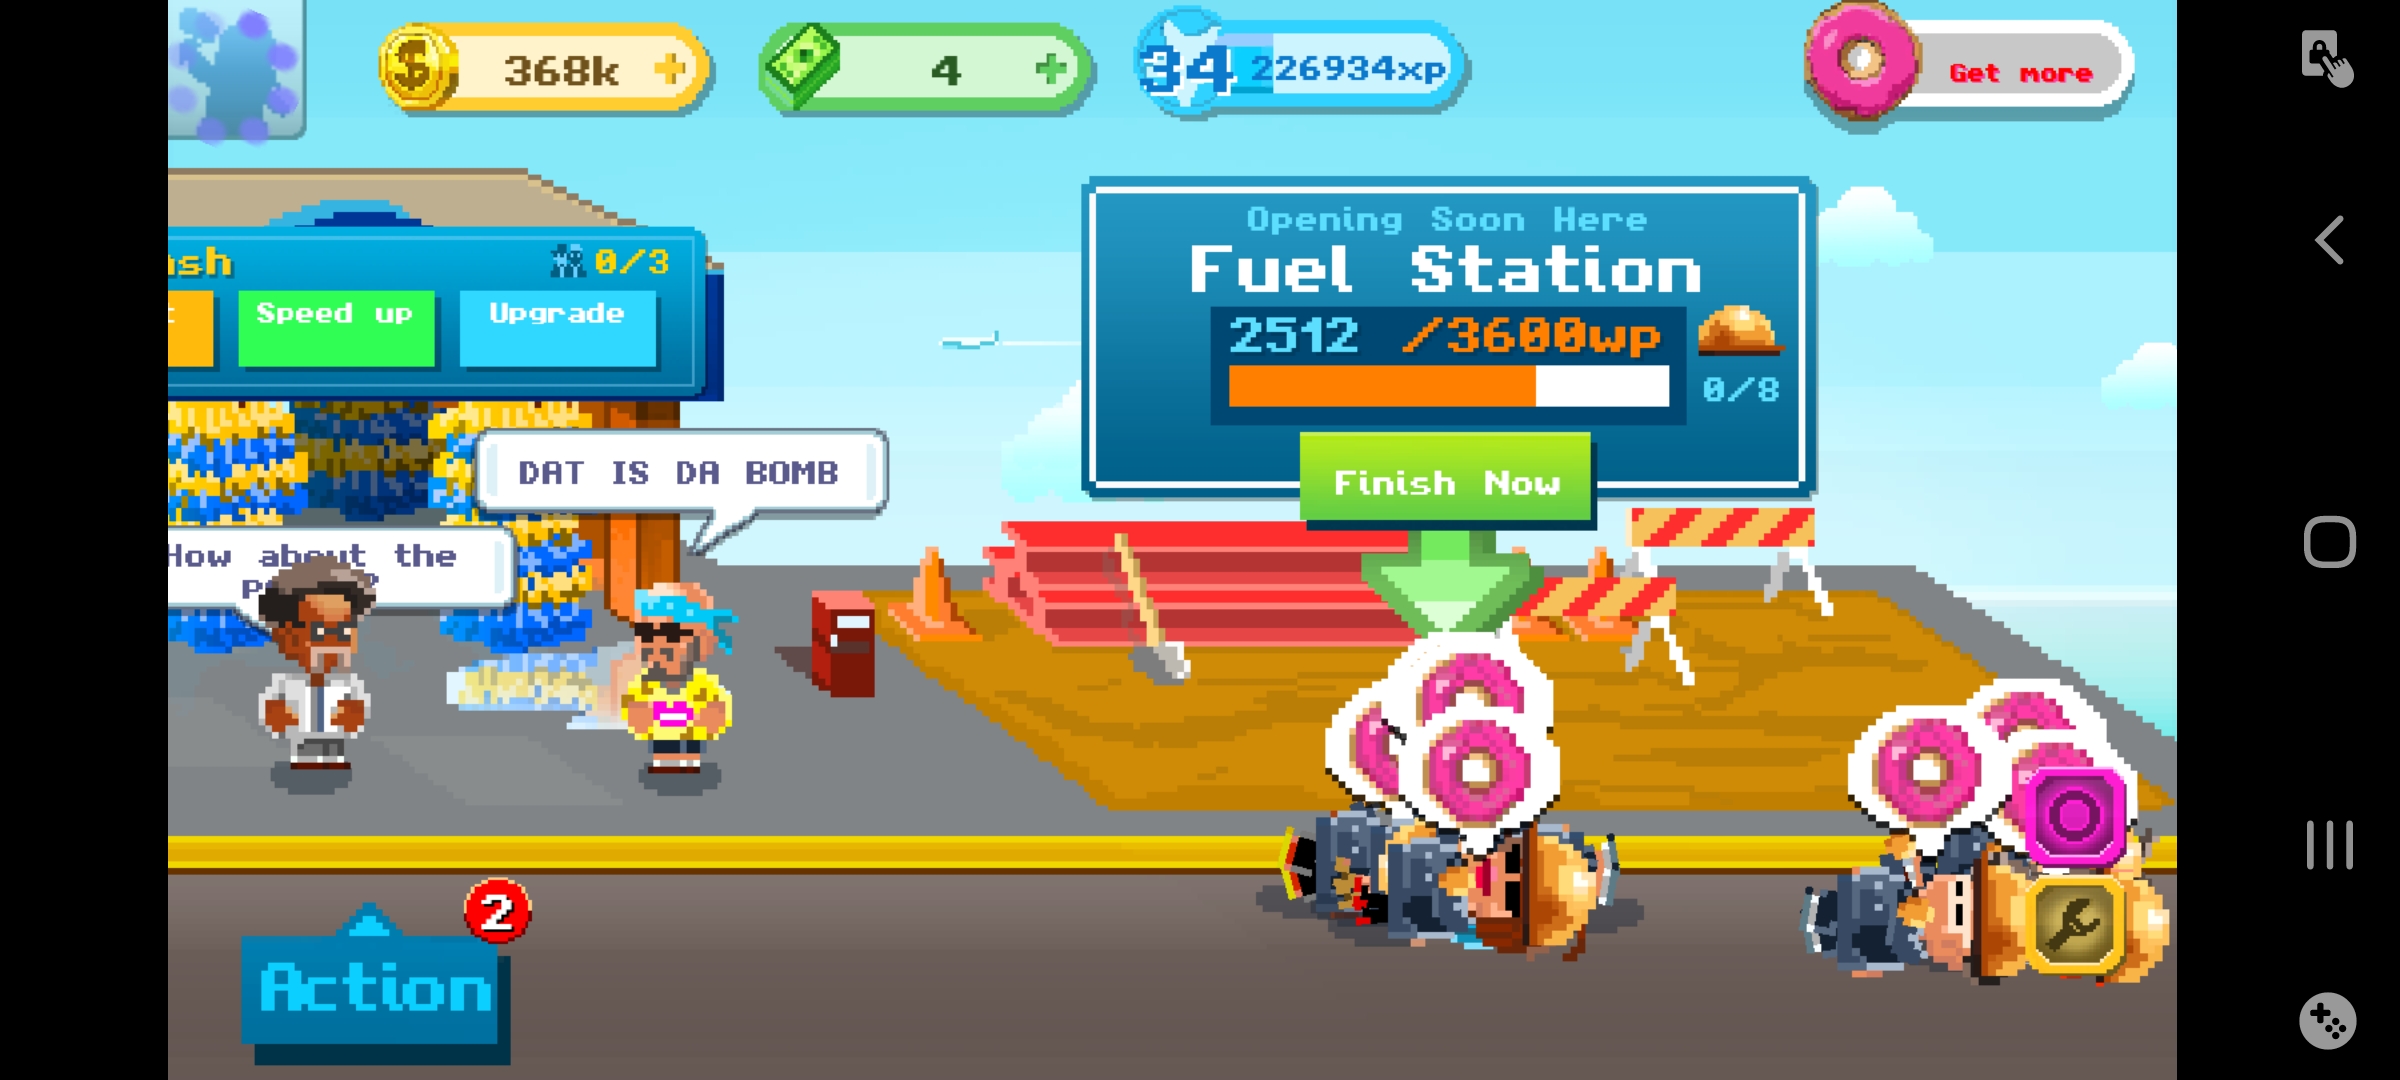 368k
4
34 226934xp
Get more
0/3
Speed up
Upgrade
Opening Soon Here
Fuel Station
2512 /3600wp
0/8
Finish Now
DAT IS DA BOMB
How about the
2
Action